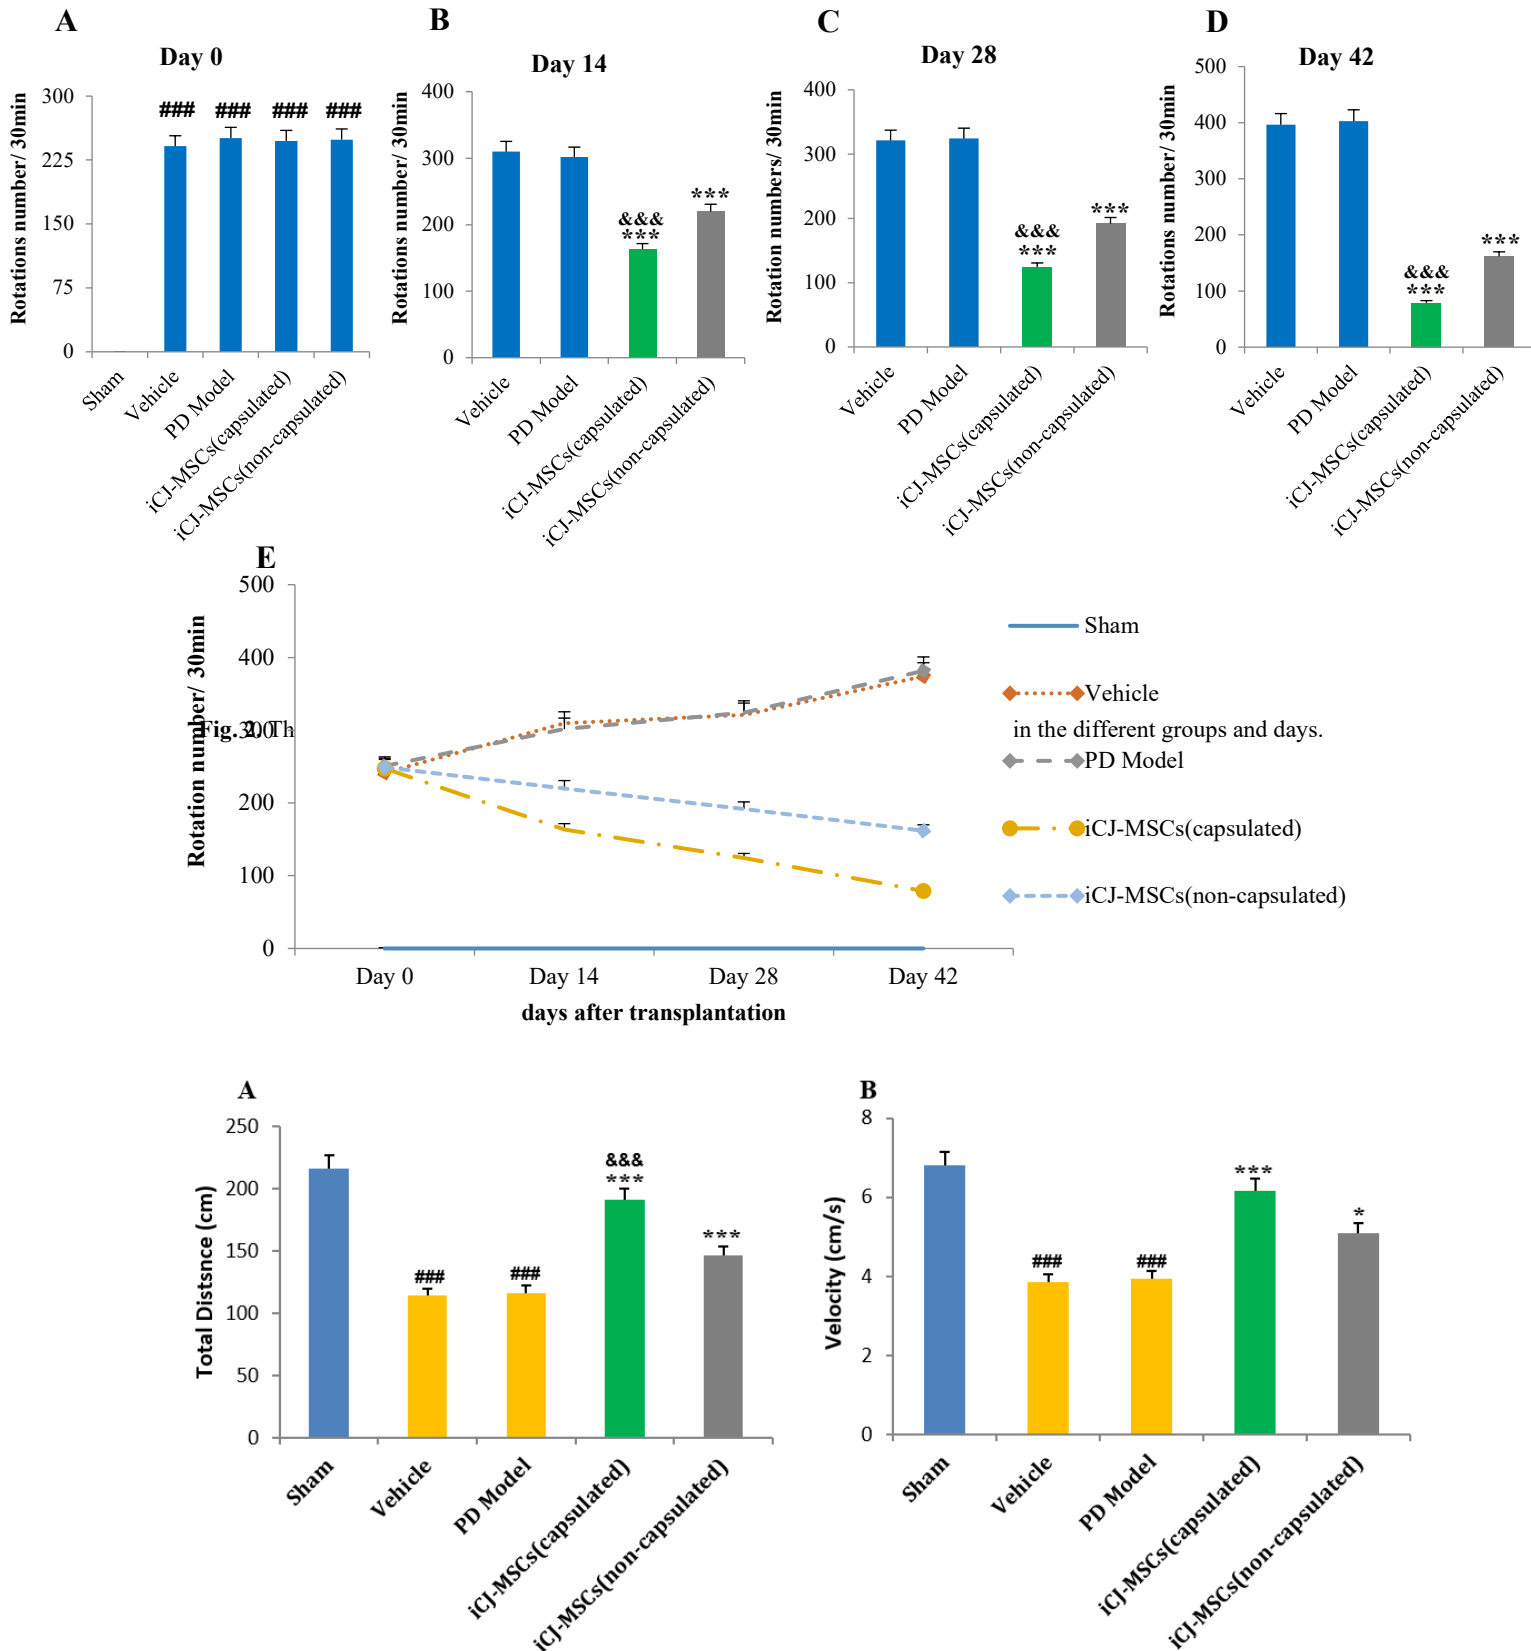 A
B
C
D
Day 0
Day 14
Day 28
Day 42
Rotations number/ 30min
300
225
150
75
0
### ### ### ###
Sham
Vehicle
PD Model
iCJ-MSCs(capsulated)
iCJ-MSCs(non-capsulated)
Rotations number/ 30min
400
300
200
100
0
&&&
***
***
Vehicle
PD Model
iCJ-MSCs(capsulated)
iCJ-MSCs(non-capsulated)
Rotation numbers/ 30min
400
300
200
100
0
&&&
***
***
Vehicle
PD Model
iCJ-MSCs(capsulated)
iCJ-MSCs(non-capsulated)
Rotations number/ 30min
500
400
300
200
100
0
&&&
***
***
Vehicle
PD Model
iCJ-MSCs(capsulated)
iCJ-MSCs(non-capsulated)
E
Rotation number/ 30min
500
400
300
200
100
0
Fig. 2. Th
in the different groups and days.
Day 0
Day 14
Day 28
Day 42
days after transplantation
Sham
Vehicle
PD Model
iCJ-MSCs(capsulated)
iCJ-MSCs(non-capsulated)
A
Total Distsnce (cm)
250
200
150
100
50
0
###
###
&&&
***
***
Sham
Vehicle
PD Model
iCJ-MSCs(capsulated)
iCJ-MSCs(non-capsulated)
B
Velocity (cm/s)
8
6
4
2
0
###
###
***
*
Sham
Vehicle
PD Model
iCJ-MSCs(capsulated)
iCJ-MSCs(non-capsulated)